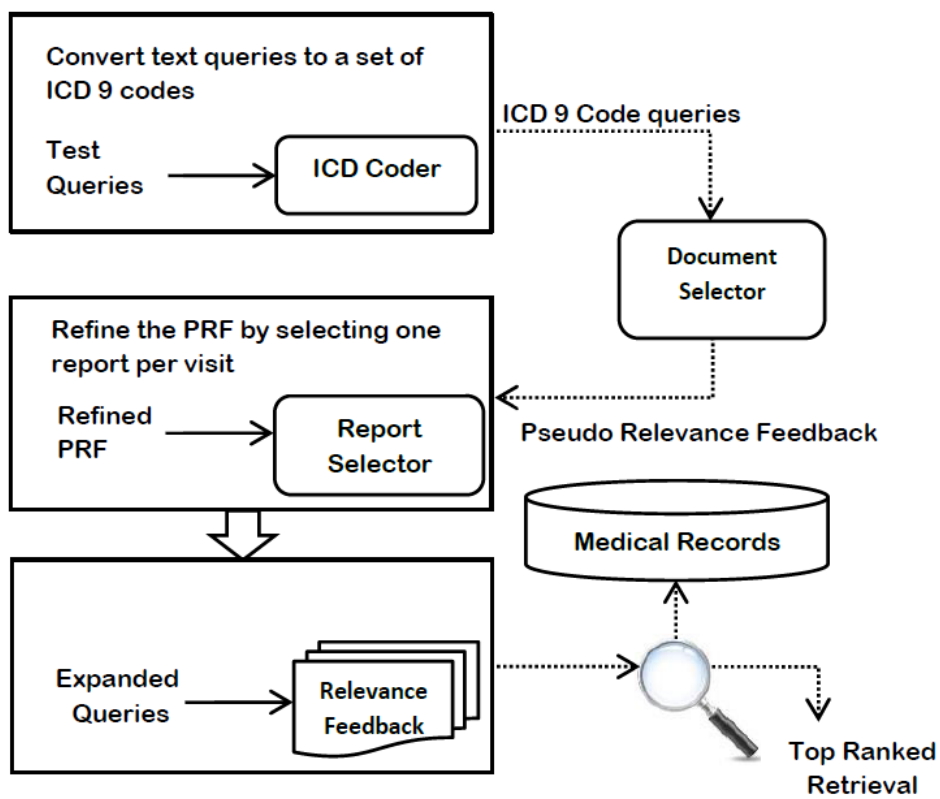 Convert text queries to a set of
ICD 9 codes
Test
Queries
ICD Coder
ICD 9 Code queries
Document
Selector
Refine the PRF by selecting one
report per visit
Refined
PRF
Report
Selector
Pseudo Relevance Feedback
Medical Records
Expanded
Queries
Relevance
Feedback
Top Ranked
Retrieval